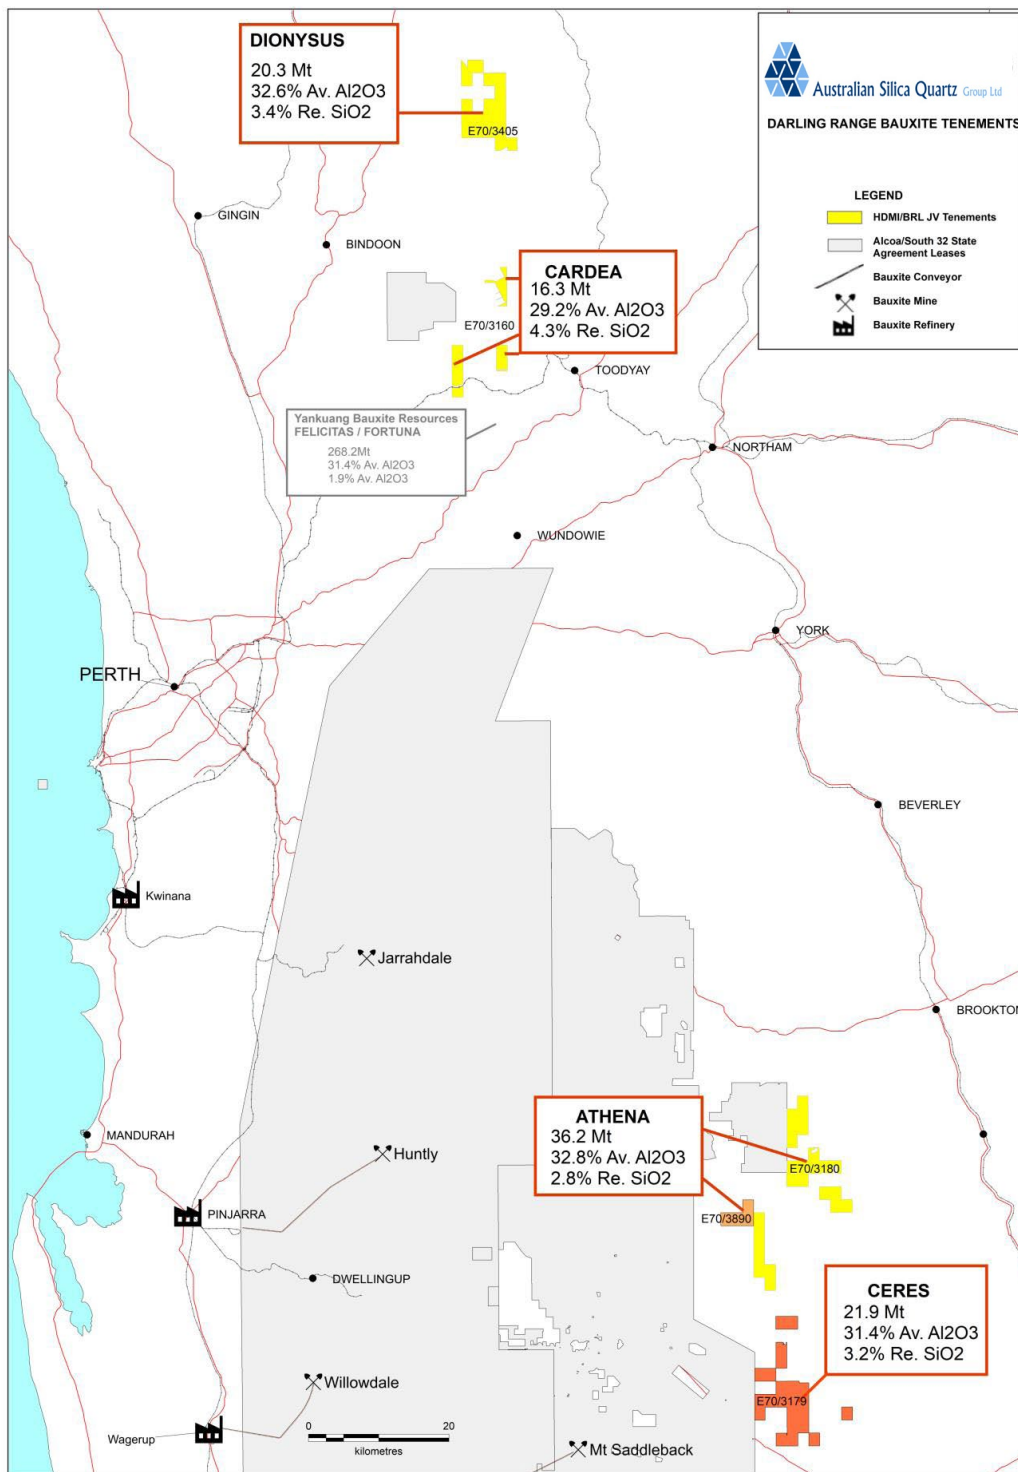 DIONYSUS
20.3 Mt
32.6% Av. Al2O3
3.4% Re. SiO2
E70/3405
Australian Silica Quartz Group Ltd
DARLING RANGE BAUXITE TENEMENTS
LEGEND
HDMI/BRL JV Tenements
Alcoa/South 32 State
Agreement Leases
Bauxite Conveyor
Bauxite Mine
Bauxite Refinery
GINGIN
BINDOON
CARDEA
16.3 Mt
29.2% Av. Al2O3
4.3% Re. SiO2
E70/3160
TOODYAY
Yankuang Bauxite Resources
FELICITAS / FORTUNA
268.2Mt
31.4% Av. Al2O3
1.9% Av. Al2O3
NORTHAM
WUNDOWIE
YORK
PERTH
BEVERLEY
Kwinana
Jarrahdale
BROOKTON
ATHENA
36.2 Mt
32.8% Av. Al2O3
2.8% Re. SiO2
MANDURAH
Huntly
E70/3180
PINJARRA
E70/3890
DWELLINGUP
CERES
21.9 Mt
31.4% Av. Al2O3
3.2% Re. SiO2
Willowdale
E70/3179
Wagerup
0 20
kilometres
Mt Saddleback